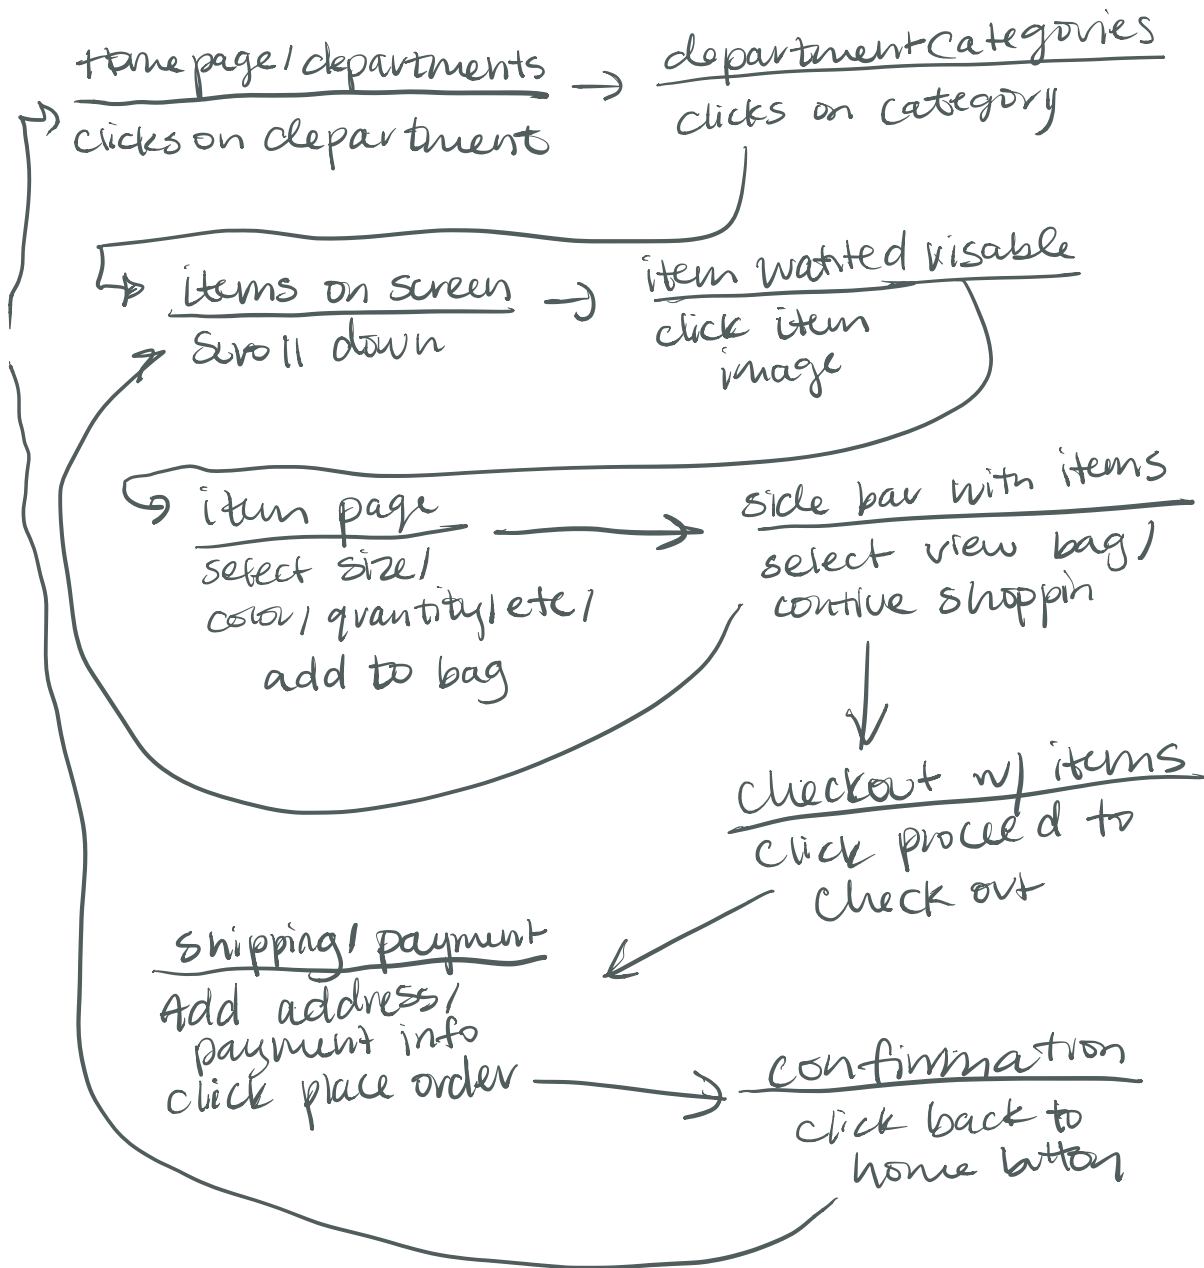 Home page/departments
clicks on department
department categories
clicks on category
items on screen
scroll down
item wanted visable
click item
image
item page
select size/
color/quantity/etc/
add to bag
side bar with items
select view bag/
contiue shoppin
checkout w/ items
click proceed to
check out
shipping/payment
Add address/
payment info
click place order
confirmation
click back to
home button